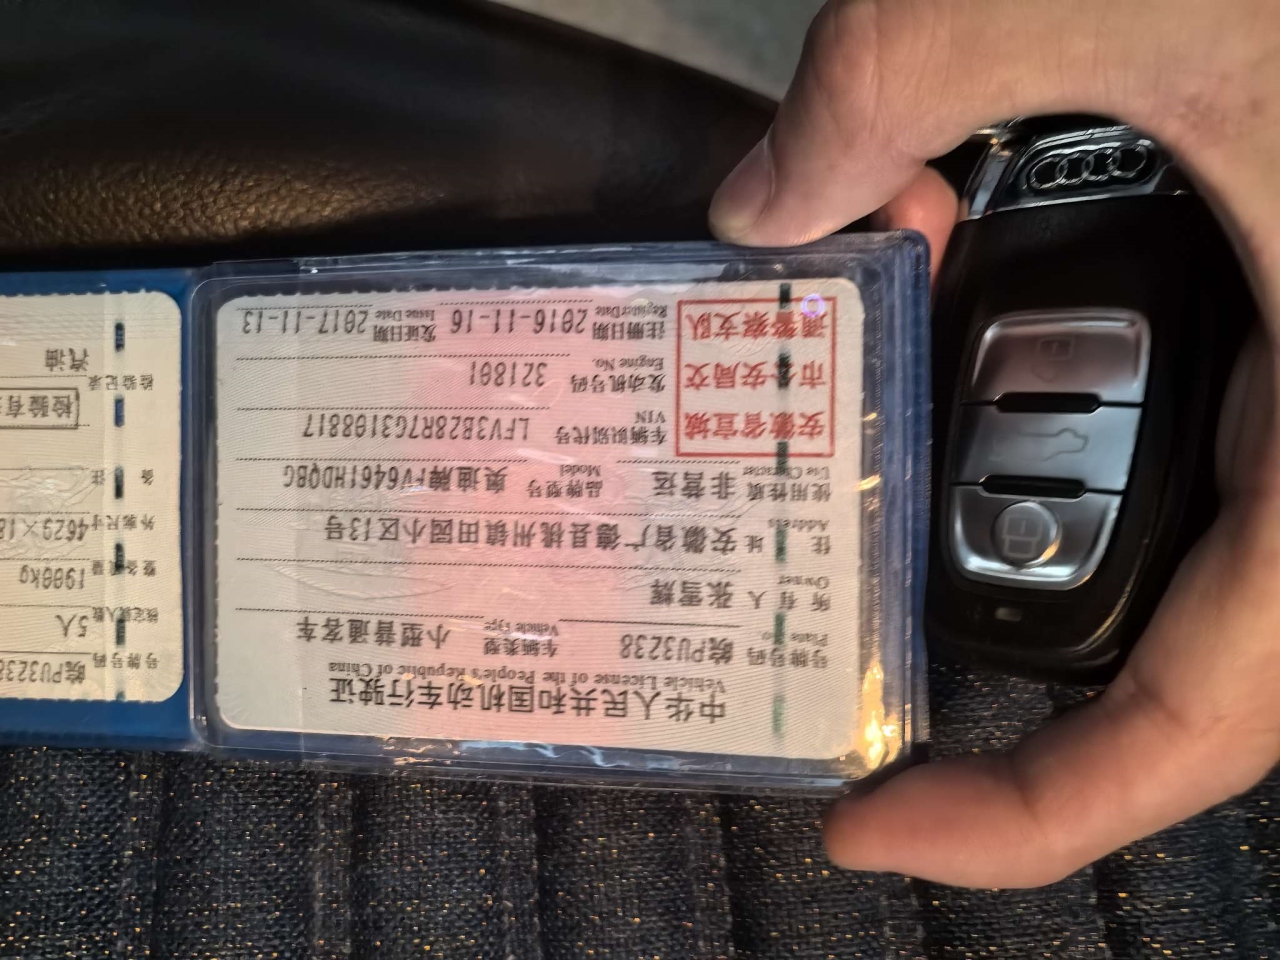 中华人民共和国机动车行驶证
Vehicle License of the People's Republic of China
号牌号码 皖PU3238 车辆类型 小型普通客车
Plate No. Vehicle Type
所有人 张雪辉
Owner
住址 安徽省广德县桃州镇田园小区13号
Address
使用性质 非营运 品牌型号 奥迪牌FV6461HDQBG
Use Character Model
安徽省宣城
市公安局交
通警察支队
车辆识别代号 LFV3B28R7G3108817
VIN
发动机号码 321801
Engine No.
注册日期 2016-11-16 发证日期 2017-11-13
Register Date Issue Date
号牌号码 皖PU3238
核定载人数 5人
整备质量 1900kg
外廓尺寸 4629×18
备注
检验有
检验记录
汽油